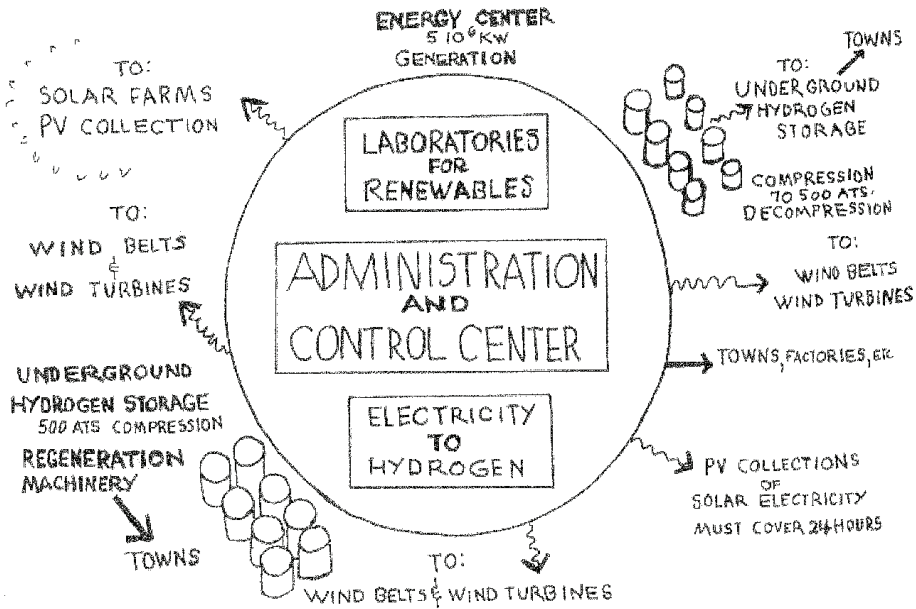 ENERGY CENTER
5 10⁶ KW
GENERATION
TO:
SOLAR FARMS
PV COLLECTION
LABORATORIES
FOR
RENEWABLES
TOWNS
TO:
UNDERGROUND
HYDROGEN
STORAGE
COMPRESSION
TO 500 ATS.
DECOMPRESSION
TO:
WIND BELTS
&
WIND TURBINES
ADMINISTRATION
AND
CONTROL CENTER
TO:
WIND BELTS
WIND TURBINES
TOWNS, FACTORIES, ER
UNDERGROUND
HYDROGEN STORAGE
500 ATS COMPRESSION
REGENERATION
MACHINERY
TOWNS
ELECTRICITY
TO
HYDROGEN
PV COLLECTIONS
OF
SOLAR ELECTRICITY
MUST COVER 24 HOURS
TO:
WIND BELTS & WIND TURBINES